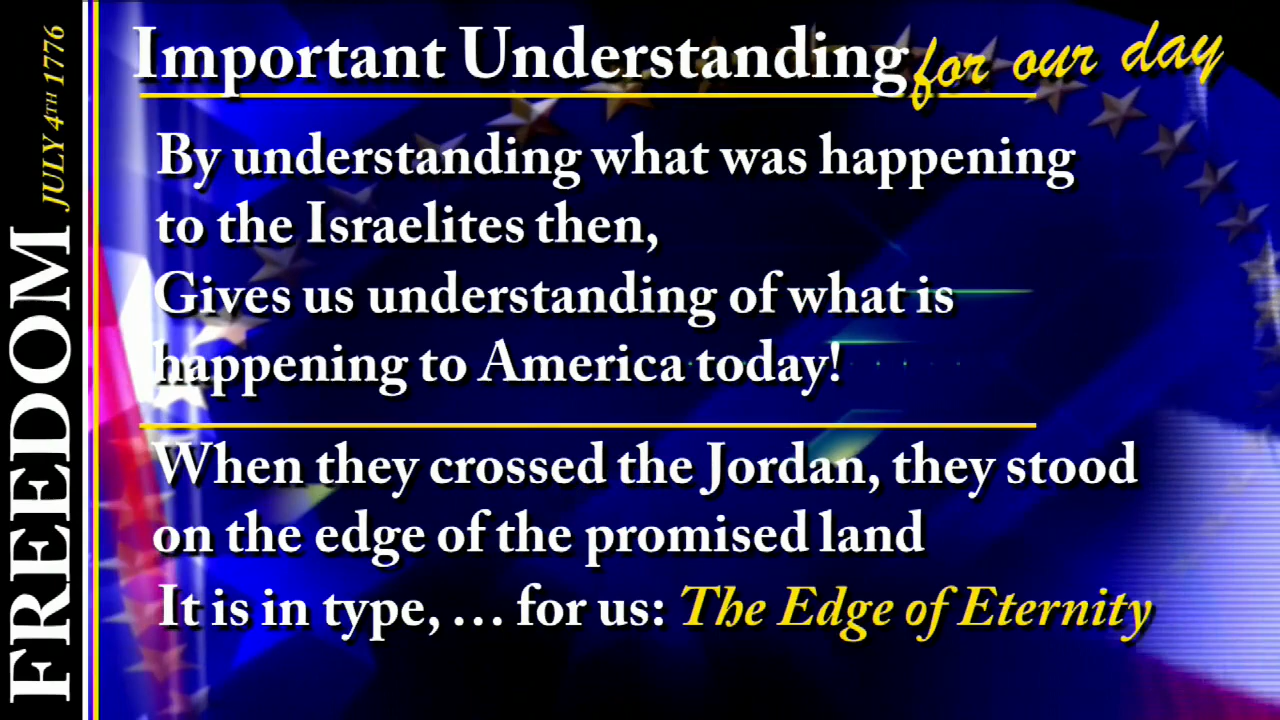 FREEDOM JULY 4TH 1776
Important Understanding for our day
By understanding what was happening
to the Israelites then,
Gives us understanding of what is
happening to America today!
When they crossed the Jordan, they stood
on the edge of the promised land
It is in type, ... for us: The Edge of Eternity